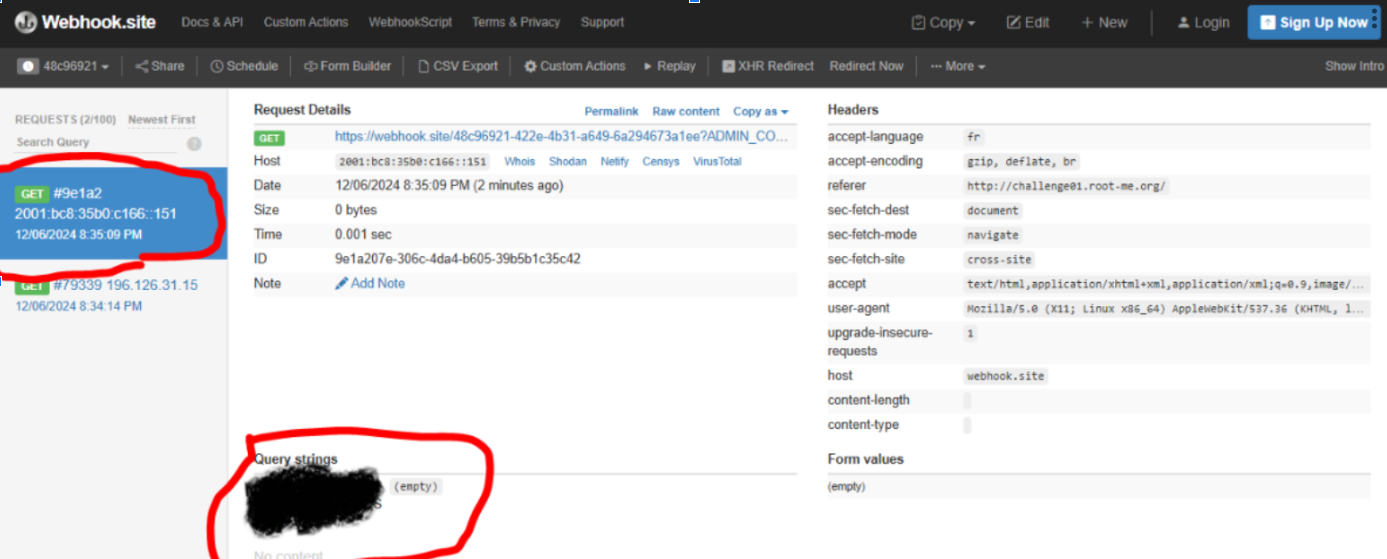 Webhook.site Docs & API Custom Actions WebhookScript Terms & Privacy Support Copy Edit + New Login Sign Up Now
48c96921 Share Schedule Form Builder CSV Export Custom Actions Replay XHR Redirect Redirect Now ... More Show Intro
REQUESTS (2/100) Newest First
Search Query ?
GET #9e1a2
2001:bc8:35b0:c166::151
12/06/2024 8:35:09 PM
GET #79339 196.126.31.15
12/06/2024 8:34:14 PM
Request Details Permalink Raw content Copy as
GET https://webhook.site/48c96921-422e-4b31-a649-6a294673a1ee?ADMIN_CO...
Host 2001:bc8:35b0:c166::151 Whois Shodan Netify Censys VirusTotal
Date 12/06/2024 8:35:09 PM (2 minutes ago)
Size 0 bytes
Time 0.001 sec
ID 9e1a207e-306c-4da4-b605-39b5b1c35c42
Note Add Note
Query strings
(empty)
S
No content
Headers
accept-language fr
accept-encoding gzip, deflate, br
referer http://challenge01.root-me.org/
sec-fetch-dest document
sec-fetch-mode navigate
sec-fetch-site cross-site
accept text/html,application/xhtml+xml,application/xml;q=0.9,image/...
user-agent Mozilla/5.0 (X11; Linux x86_64) AppleWebKit/537.36 (KHTML, l...
upgrade-insecure-
requests 1
host webhook.site
content-length
content-type
Form values
(empty)